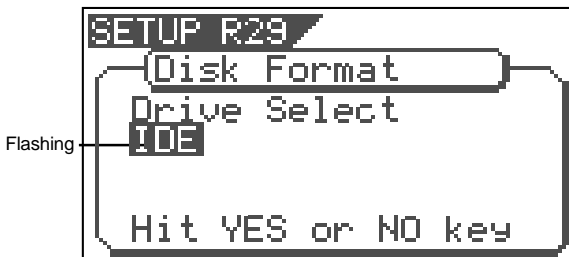 SETUP R29
Disk Format
Drive Select
Flashing IDE
Hit YES or NO key